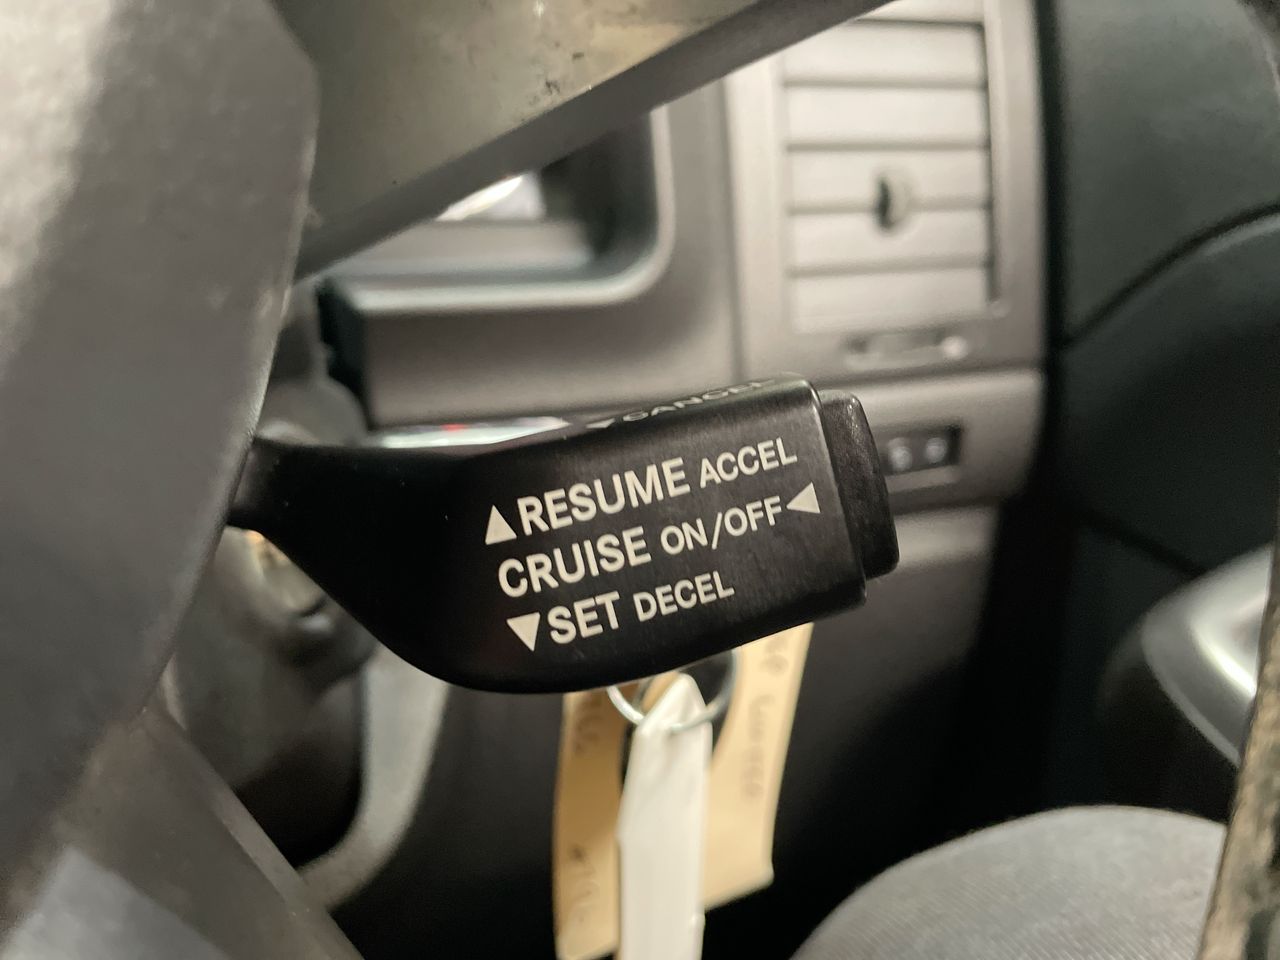 CANCEL
▲RESUME ACCEL
CRUISE ON/OFF◀
▼SET DECEL